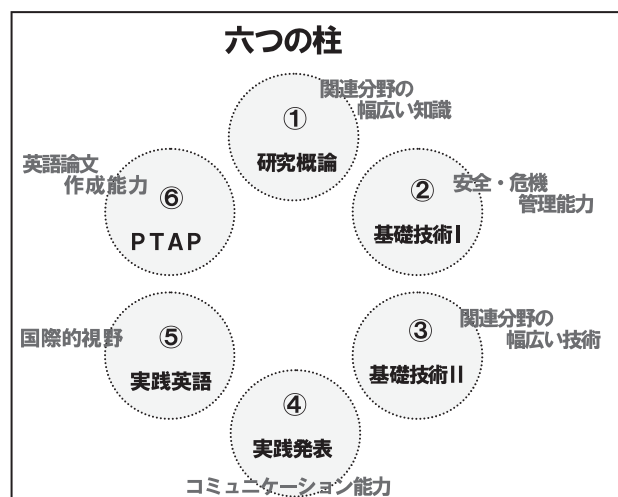 六つの柱
関連分野の
幅広い知識
①
研究概論
安全・危機
管理能力
②
基礎技術Ⅰ
関連分野の
幅広い技術
③
基礎技術II
④
実践発表
コミュニケーション能力
国際的視野
⑤
実践英語
英語論文
作成能力
⑥
ＰＴＡＰ